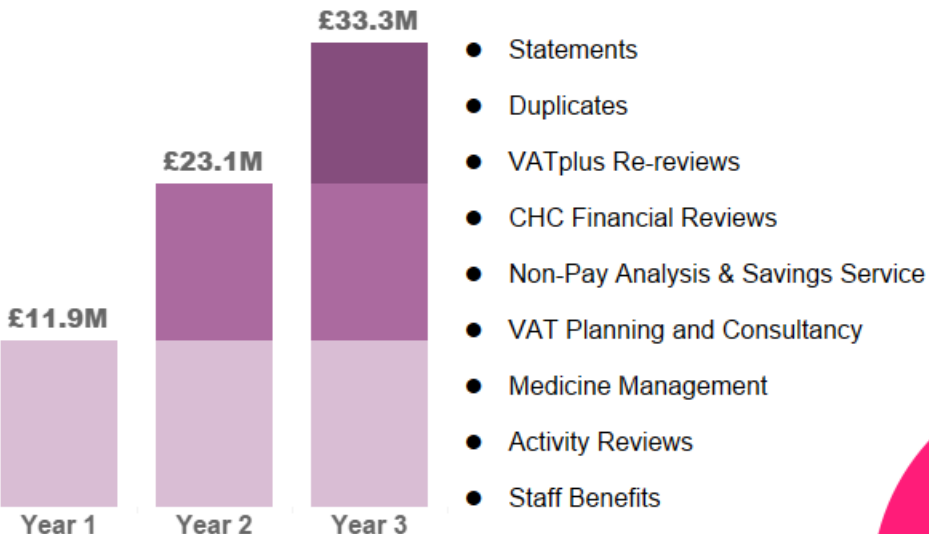 £33.3M
£23.1M
£11.9M
Year 1
Year 2
Year 3
● Statements
● Duplicates
● VATplus Re-reviews
● CHC Financial Reviews
● Non-Pay Analysis & Savings Service
● VAT Planning and Consultancy
● Medicine Management
● Activity Reviews
● Staff Benefits